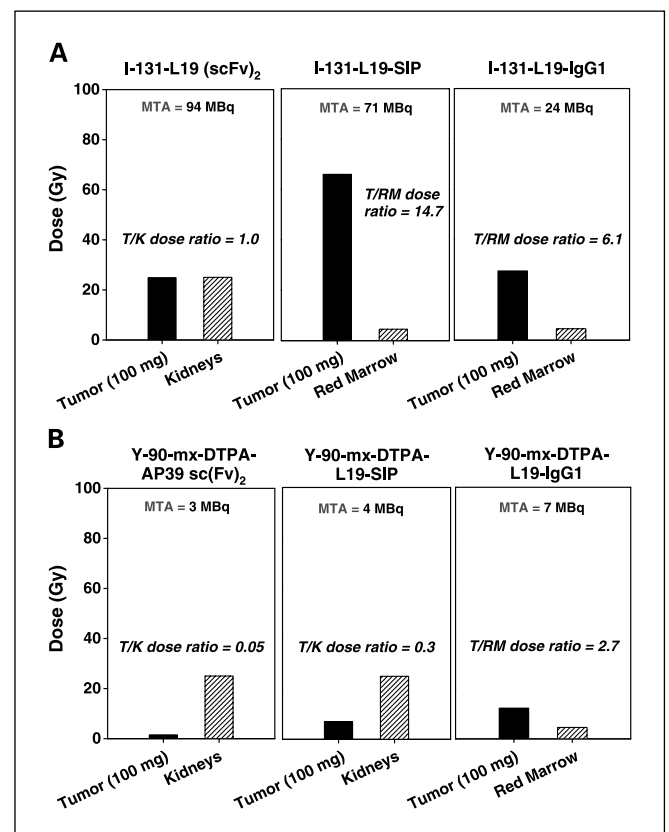 A
I-131-L19 (scFv)₂
I-131-L19-SIP
I-131-L19-IgG1
Dose (Gy)
100
80
60
40
20
0
MTA = 94 MBq
MTA = 71 MBq
MTA = 24 MBq
T/K dose ratio = 1.0
T/RM dose
ratio = 14.7
T/RM dose ratio = 6.1
Tumor (100 mg)
Kidneys
Tumor (100 mg)
Red Marrow
Tumor (100 mg)
Red Marrow
B
Y-90-mx-DTPA-
AP39 sc(Fv)₂
Y-90-mx-DTPA-
L19-SIP
Y-90-mx-DTPA-
L19-IgG1
Dose (Gy)
100
80
60
40
20
0
MTA = 3 MBq
MTA = 4 MBq
MTA = 7 MBq
T/K dose ratio = 0.05
T/K dose ratio = 0.3
T/RM dose ratio = 2.7
Tumor (100 mg)
Kidneys
Tumor (100 mg)
Kidneys
Tumor (100 mg)
Red Marrow